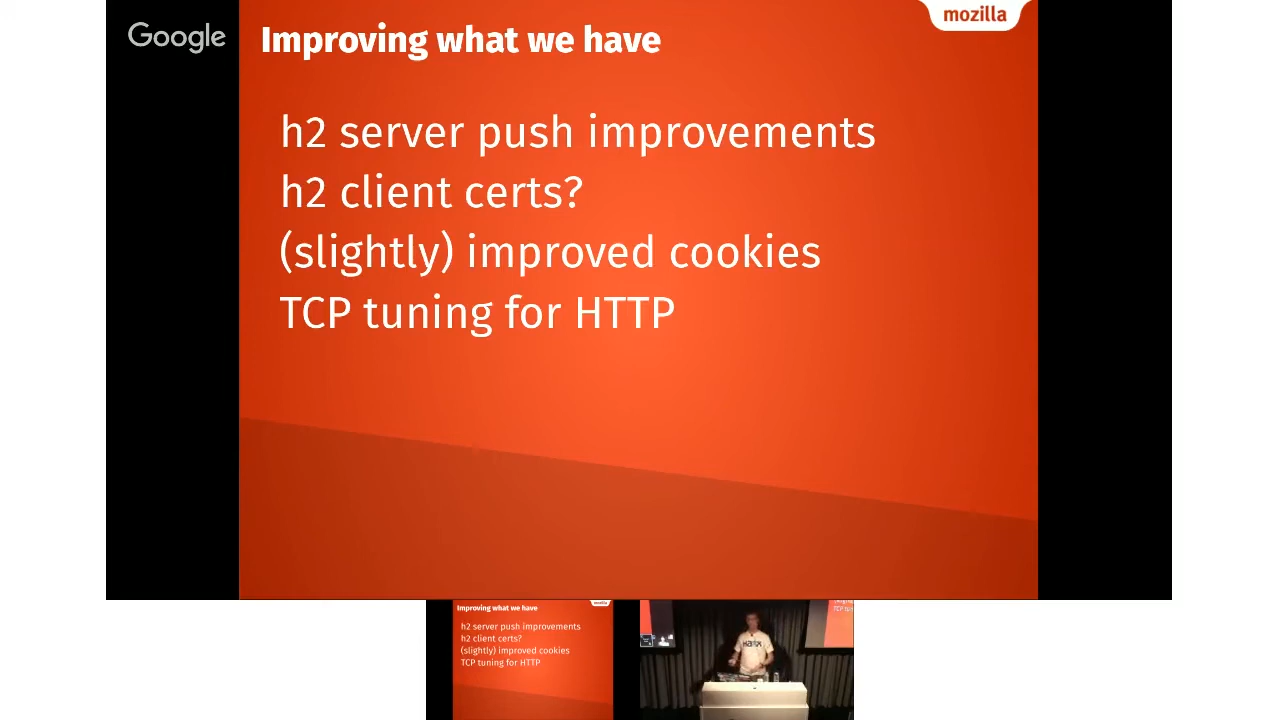 Google
mozilla
Improving what we have
h2 server push improvements
h2 client certs?
(slightly) improved cookies
TCP tuning for HTTP
mozilla
Improving what we have
h2 server push improvements
h2 client certs?
(slightly) improved cookies
TCP tuning for HTTP